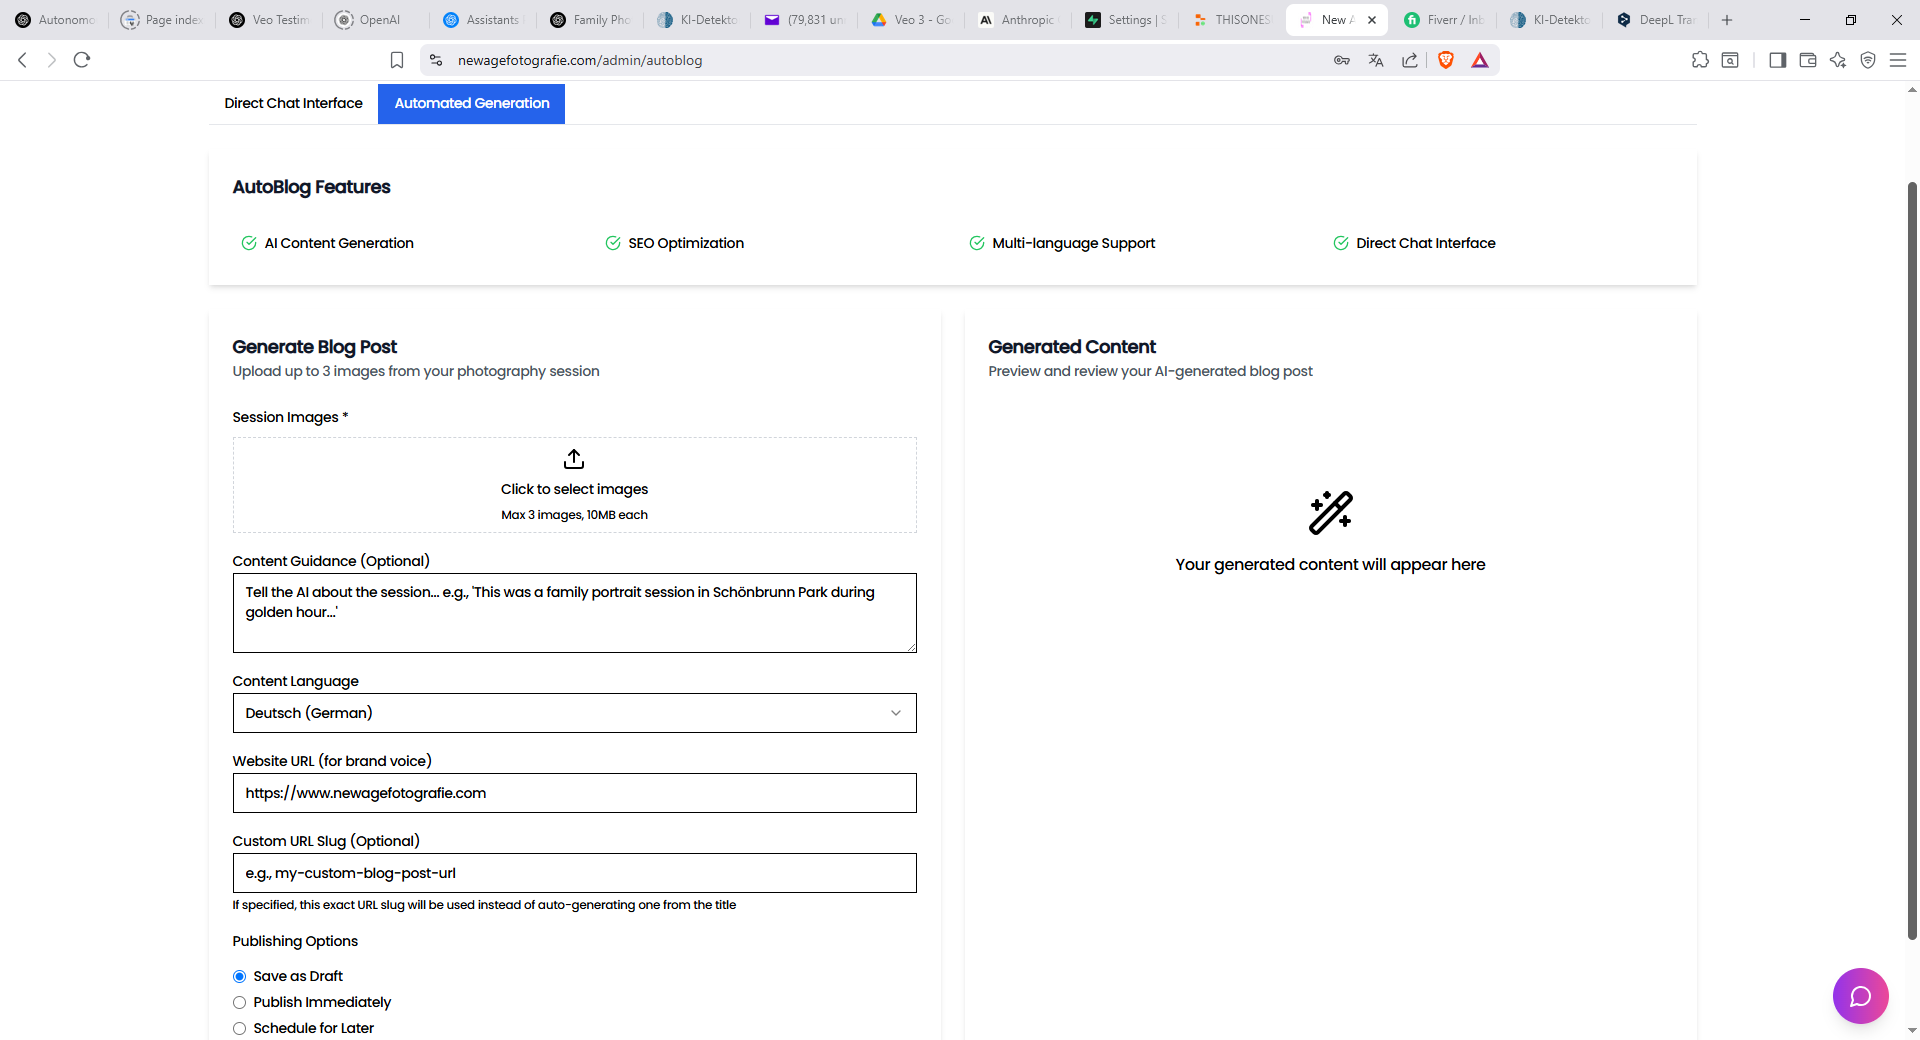 Autonomo
Page index
Veo Testim
OpenAI
Assistants
Family Pho
KI-Detekto
(79,831 un
Veo 3 - Go
Anthropic
Settings | S
THISONES
New A
Fiverr / Inb
KI-Detekto
DeepL Tra
newagefotografie.com/admin/autoblog
Direct Chat Interface
Automated Generation
AutoBlog Features
AI Content Generation
SEO Optimization
Multi-language Support
Direct Chat Interface
Generate Blog Post
Upload up to 3 images from your photography session
Session Images *
Click to select images
Max 3 images, 10MB each
Content Guidance (Optional)
Tell the AI about the session... e.g., 'This was a family portrait session in Schönbrunn Park during
golden hour...'
Content Language
Deutsch (German)
Website URL (for brand voice)
https://www.newagefotografie.com
Custom URL Slug (Optional)
e.g., my-custom-blog-post-url
If specified, this exact URL slug will be used instead of auto-generating one from the title
Publishing Options
Save as Draft
Publish Immediately
Schedule for Later
Generated Content
Preview and review your AI-generated blog post
Your generated content will appear here